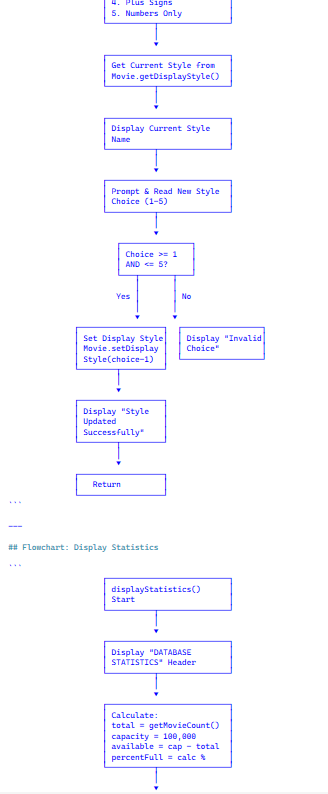 4. Plus Signs
5. Numbers Only
Get Current Style from
Movie.getDisplayStyle()
Display Current Style
Name
Prompt & Read New Style
Choice (1-5)
Choice >= 1
AND <= 5?
Yes
No
Set Display Style
Movie.setDisplay
Style(choice-1)
Display "Invalid
Choice"
Display "Style
Updated
Successfully"
Return
```
---
## Flowchart: Display Statistics
```
displayStatistics()
Start
Display "DATABASE
STATISTICS" Header
Calculate:
total = getMovieCount()
capacity = 100,000
available = cap - total
percentFull = calc %